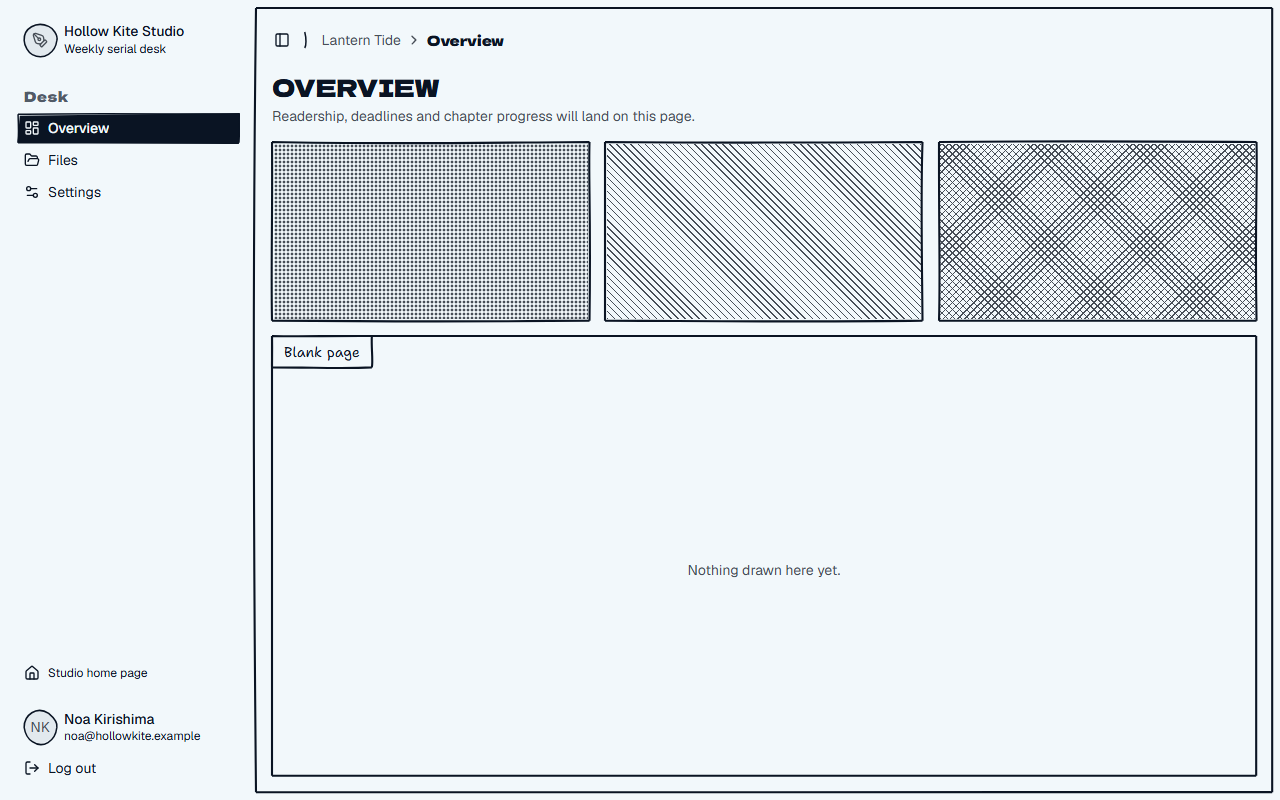 Hollow Kite Studio
Weekly serial desk
Desk
Overview
Files
Settings
Studio home page
NK
Noa Kirishima
noa@hollowkite.example
Log out
Lantern Tide > Overview
OVERVIEW
Readership, deadlines and chapter progress will land on this page.
Blank page
Nothing drawn here yet.